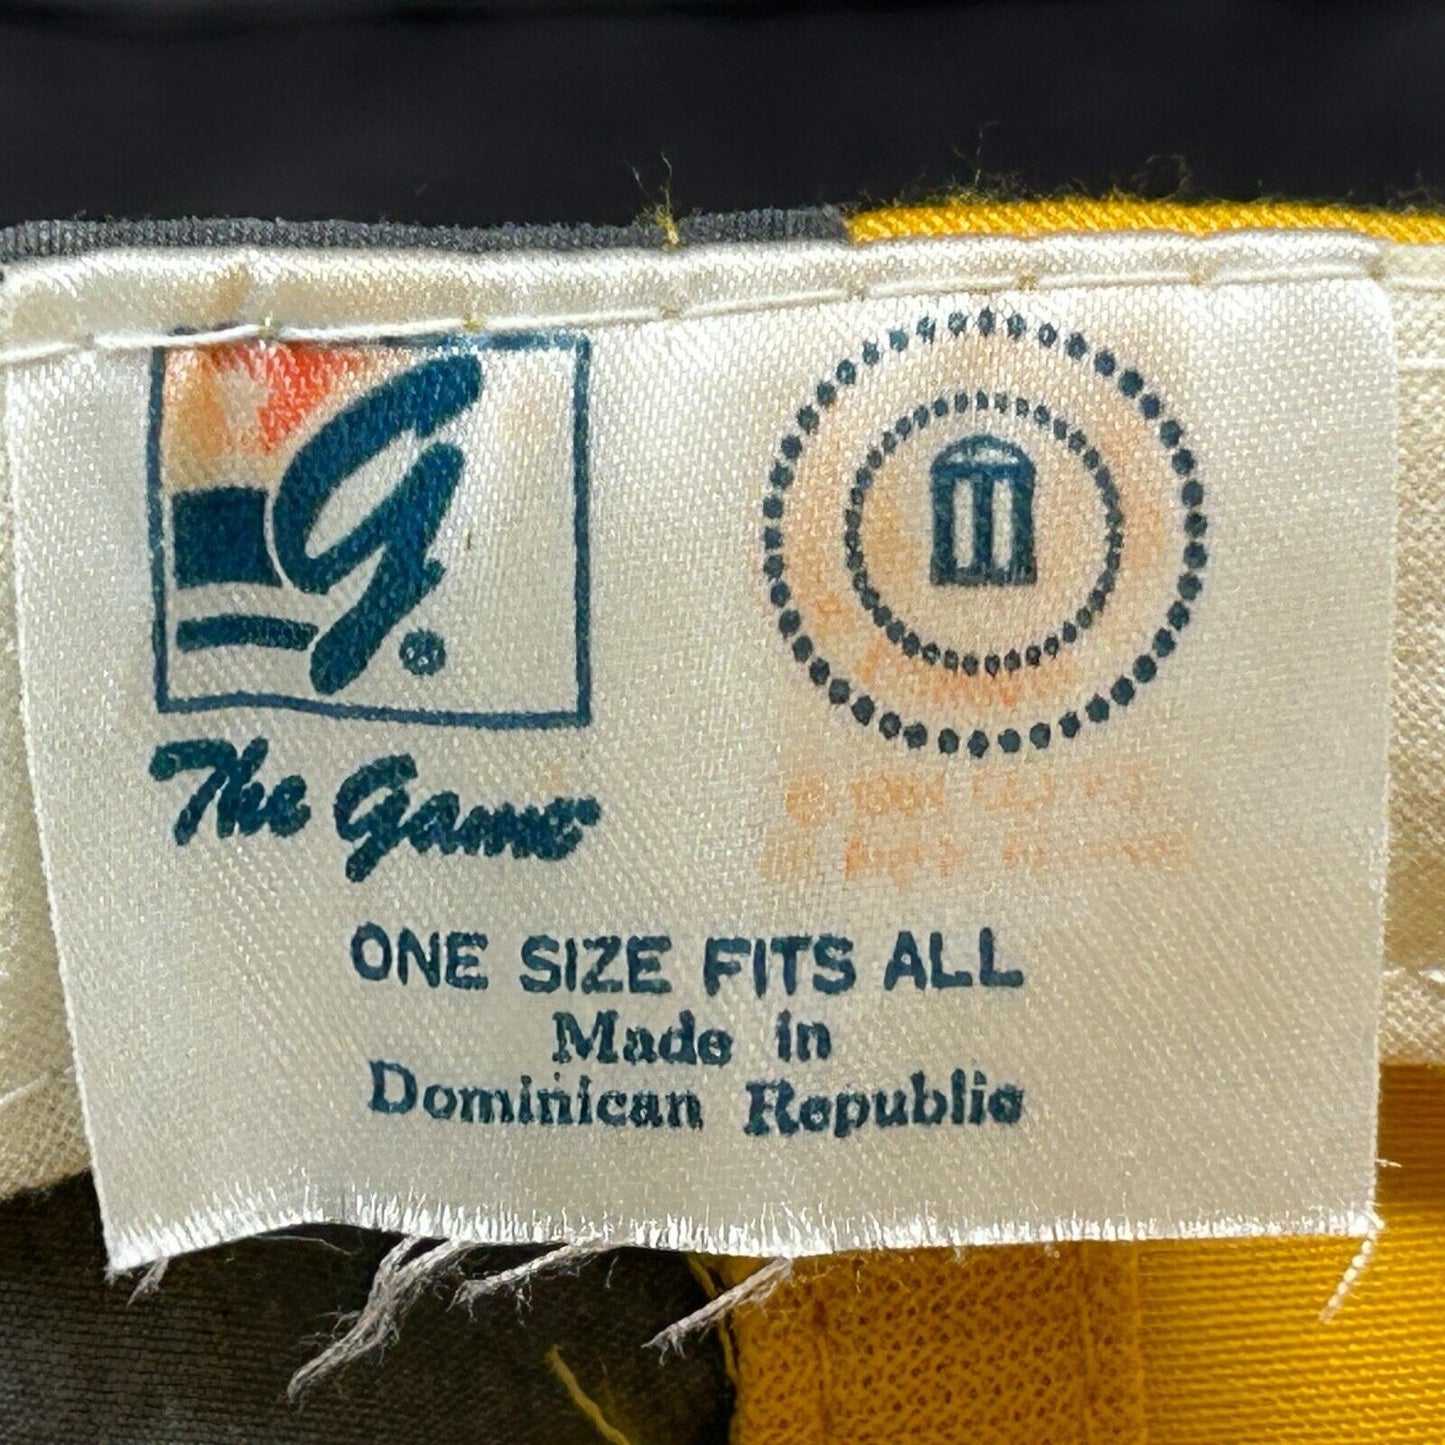 G.
The Game
ONE SIZE FITS ALL
Made in
Dominican Republic